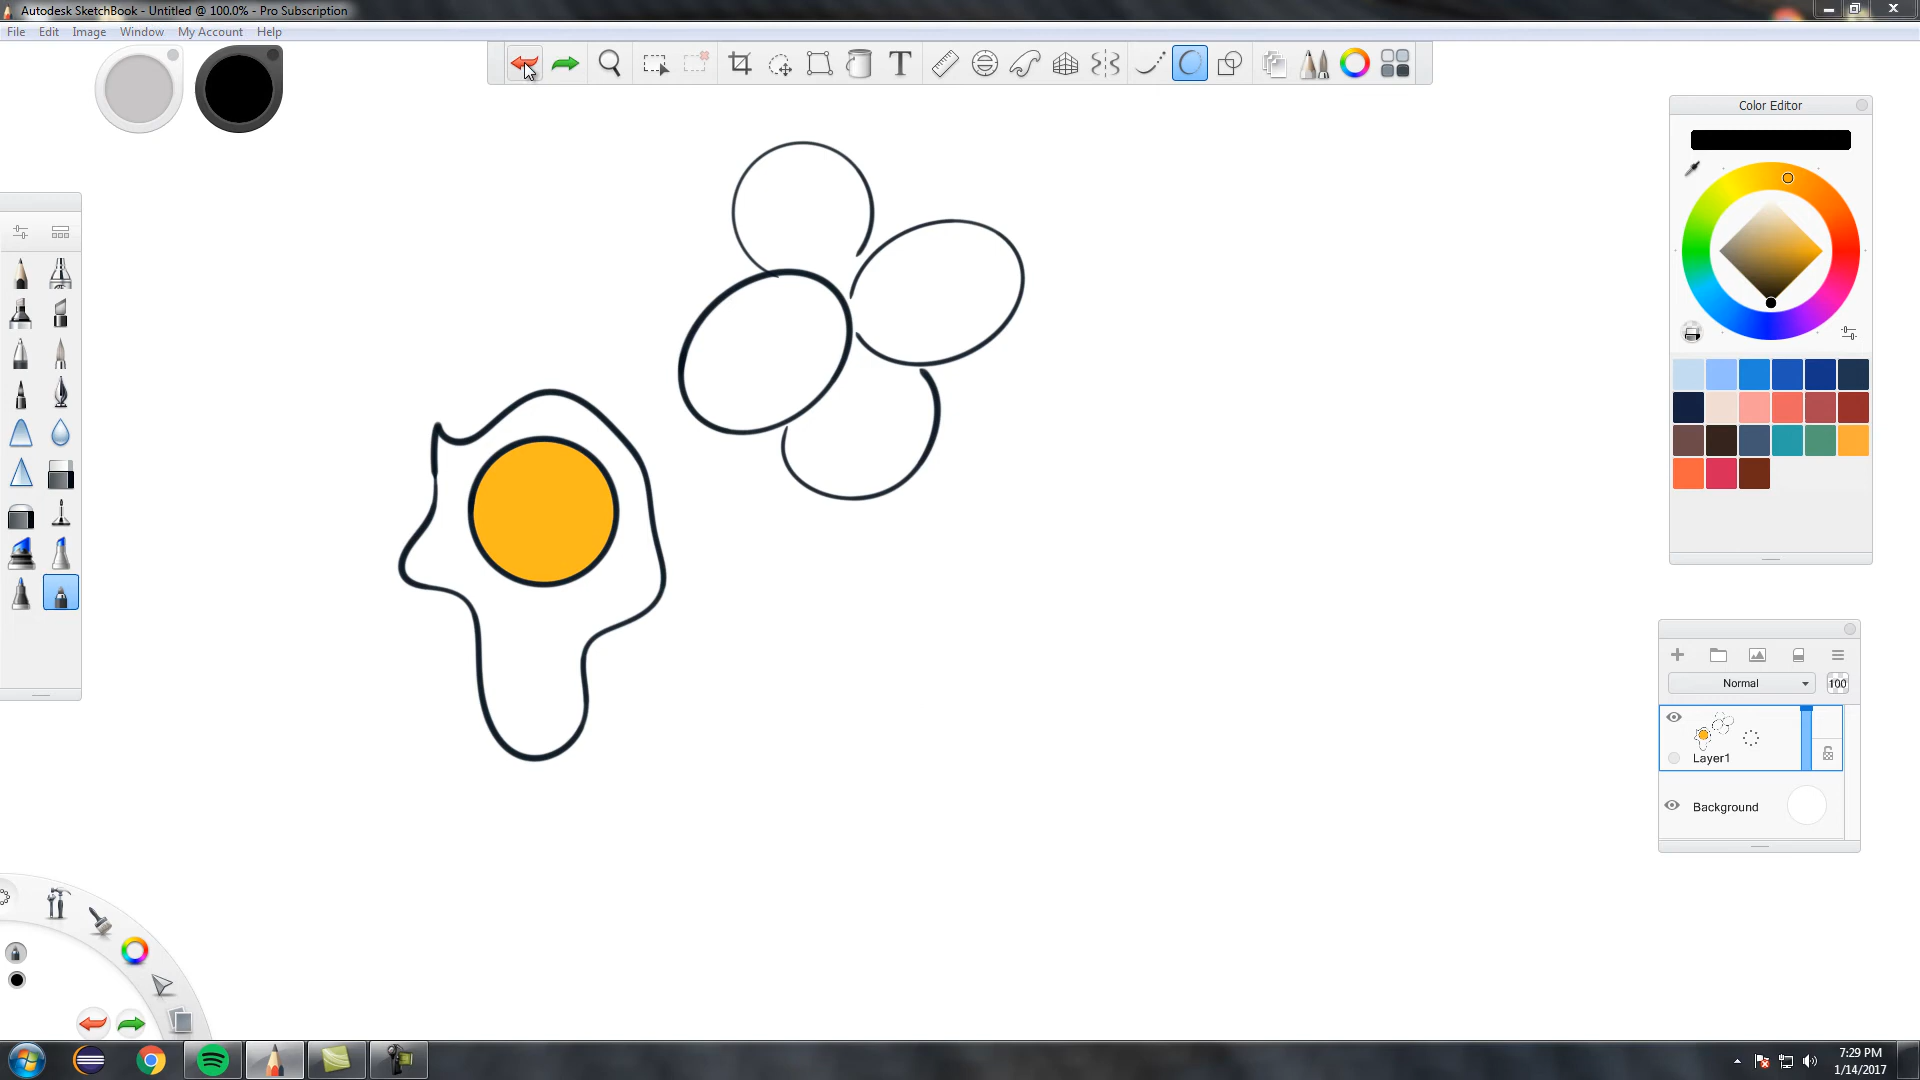 Autodesk SketchBook - Untitled @ 100.0% - Pro Subscription
File Edit Image Window My Account Help
T
Color Editor
Normal 100
Layer1
Background
7:29 PM
1/14/2017